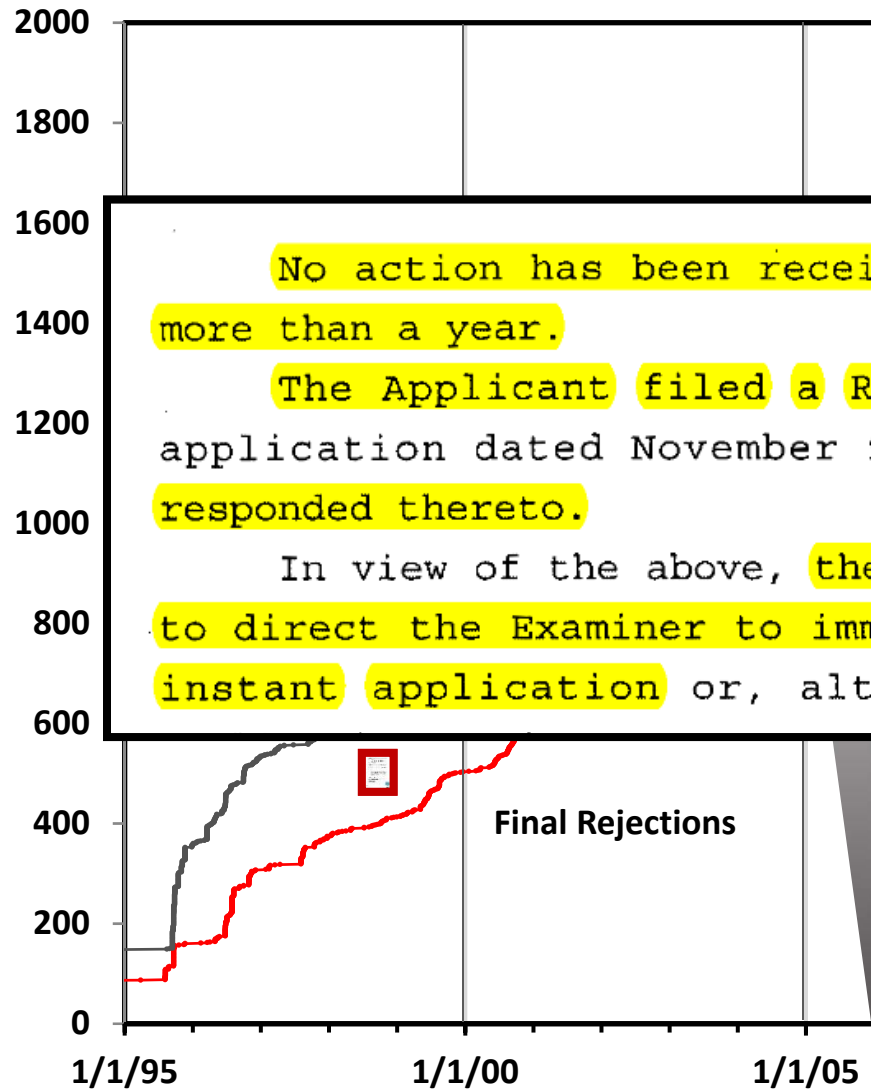 2000
1800
1600
1400
1200
1000
800
600
400
200
0
No action has been recei
more than a year.
The Applicant filed a R
application dated November
responded thereto.
In view of the above, the
to direct the Examiner to imm
instant application or, alt
Final Rejections
1/1/95 1/1/00 1/1/05